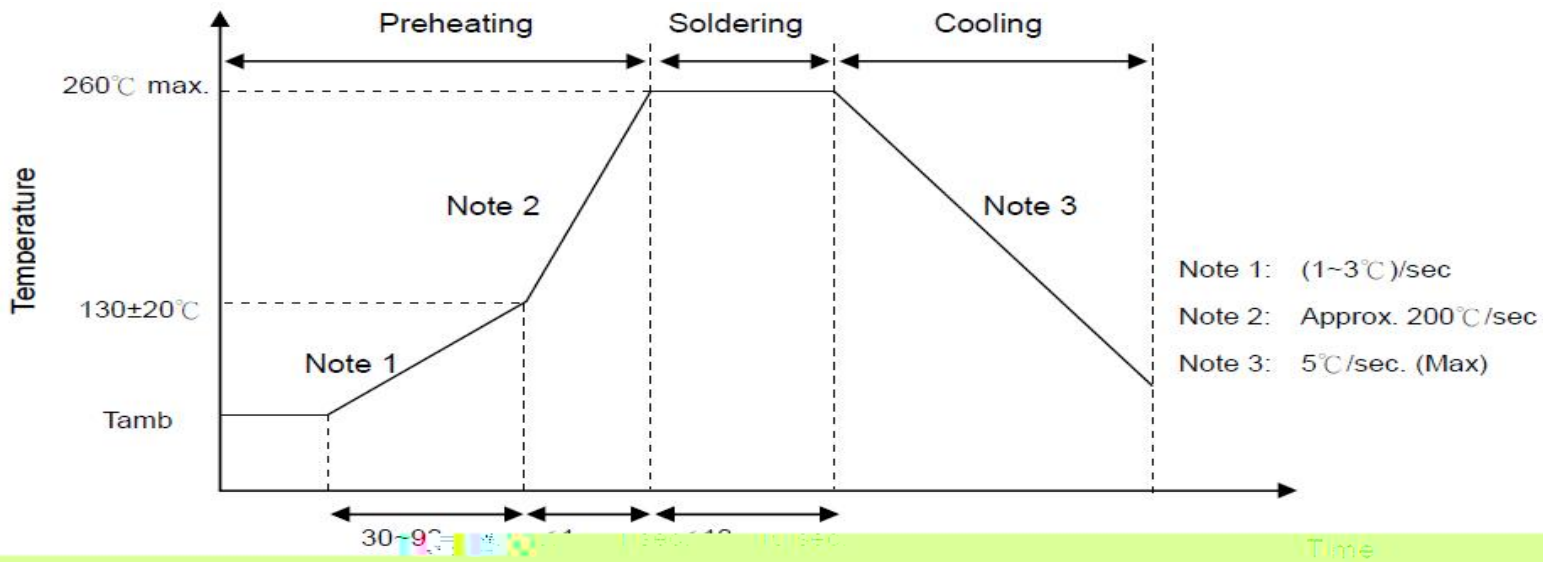 Preheating Soldering Cooling
260℃ max.
Temperature
Note 2 Note 3
Note 1: (1~3℃)/sec
130±20℃
Note 2: Approx. 200℃/sec
Note 1
Note 3: 5℃/sec. (Max)
Tamb
Time